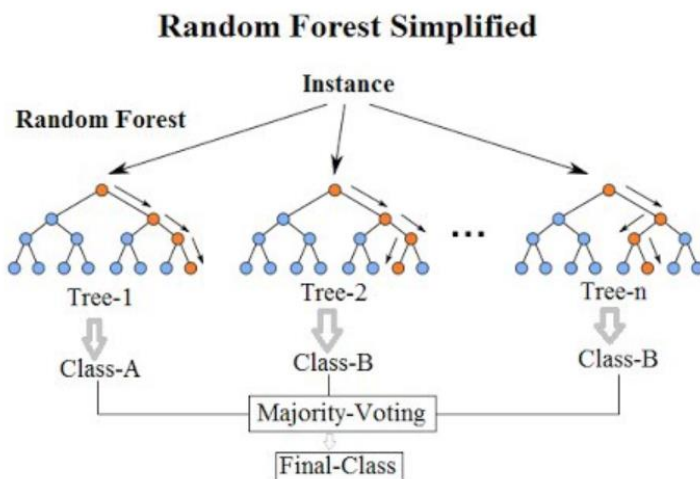 Random Forest Simplified
Instance
Random Forest
...
Tree-1
Tree-2
Tree-n
Class-A
Class-B
Class-B
Majority-Voting
Final-Class